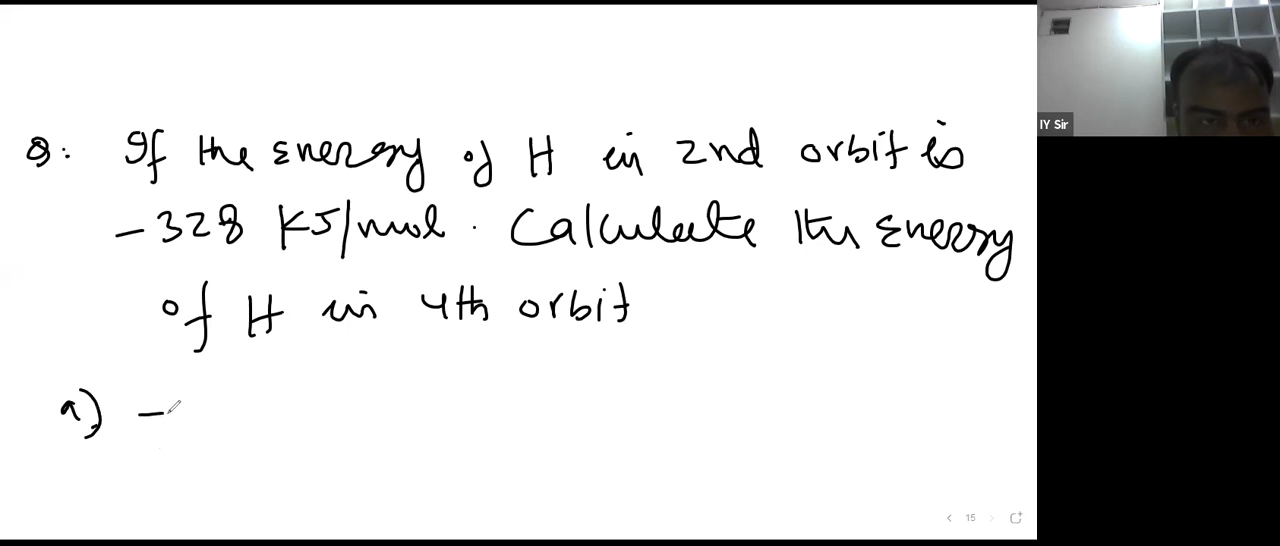 Q: If the Energy of H in 2nd orbit is
-328 KJ/mol. Calculate the Energy
of H in 4th orbit
a) -
IY Sir
15